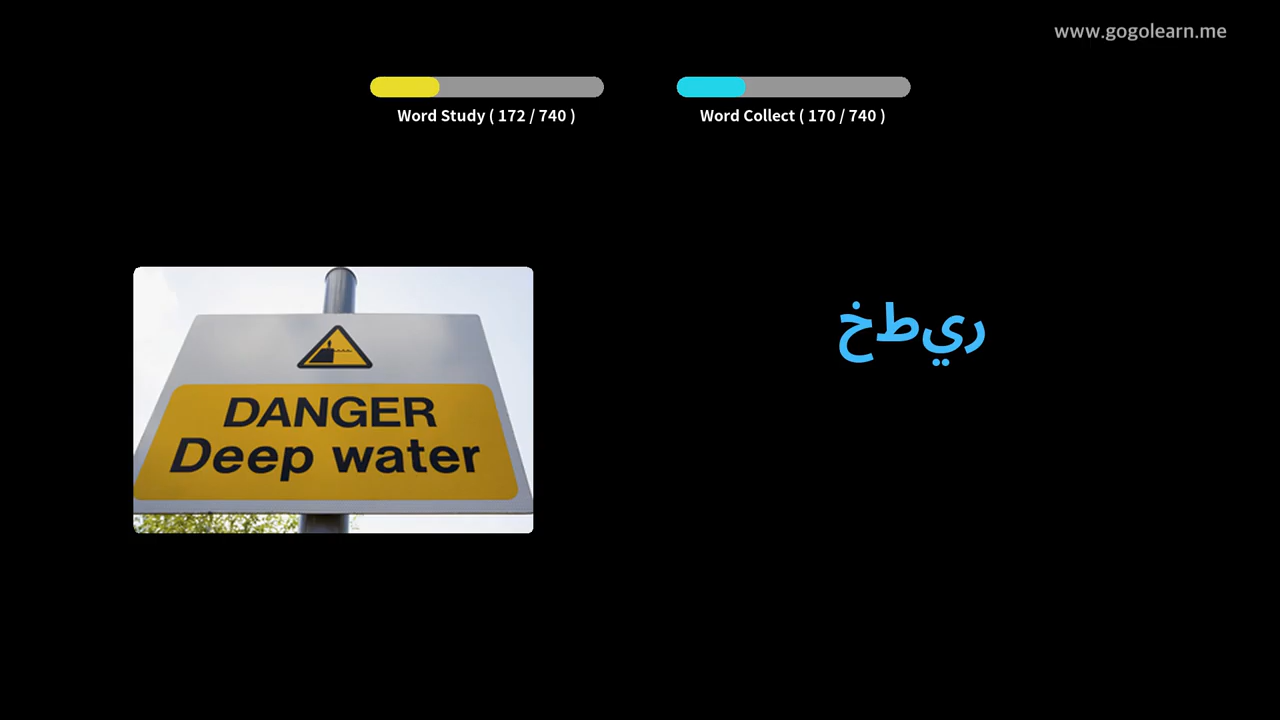 www.gogolearn.me
Word Study ( 172 / 740 )
Word Collect ( 170 / 740 )
DANGER
Deep water
ريطخ